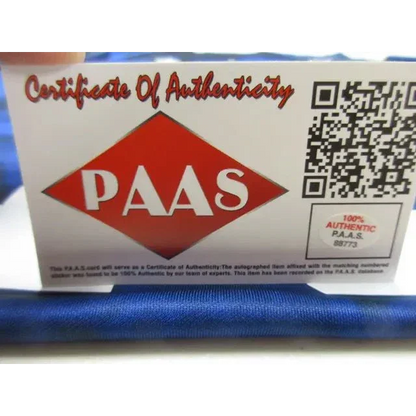 Certificate Of Authenticity
PAAS
100%
AUTHENTIC
P.A.A.S.
88773
This P.A.A.S.card will serve as a Certificate of Authenticity:The autographed item affixed with the matching numbered
sticker was found to be 100% Authentic by our team of experts. This item has been recorded on the P.A.A.S. database